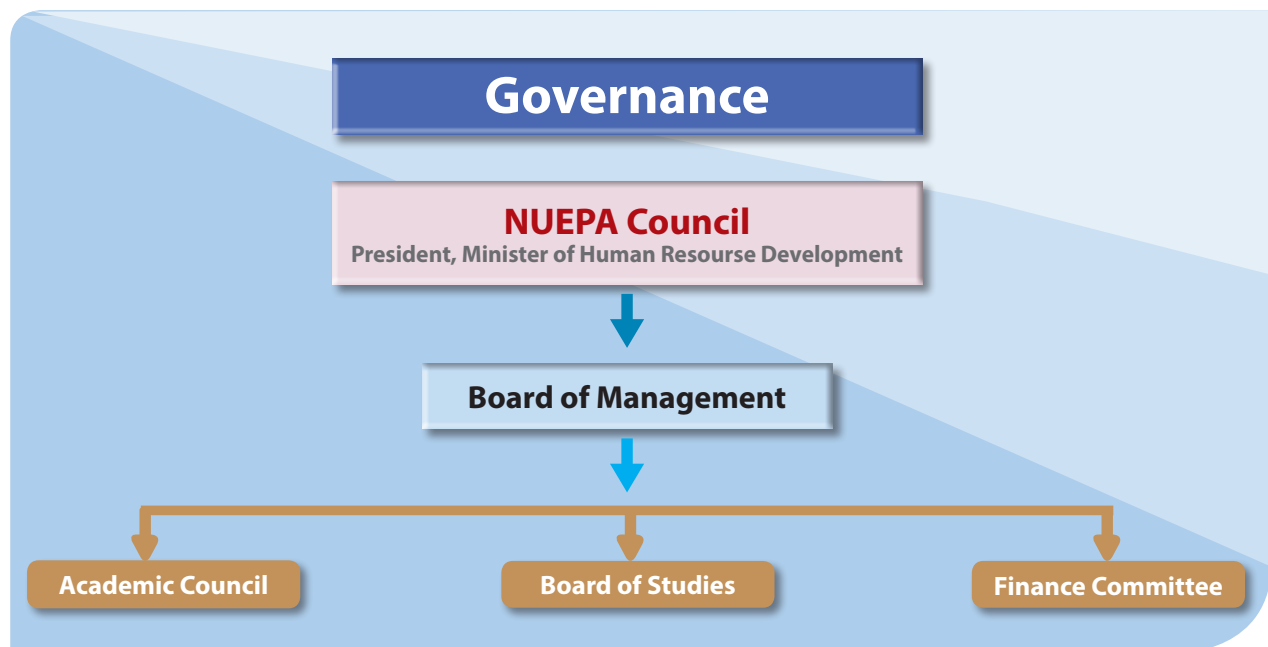 Governance
NUEPA Council
President, Minister of Human Resourse Development
Board of Management
Academic Council
Board of Studies
Finance Committee